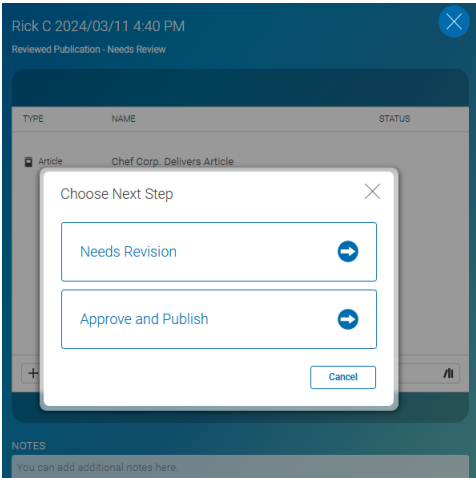 Rick C 2024/03/11 4:40 PM
Reviewed Publication - Needs Review
TYPE NAME STATUS
Article Chef Corp. Delivers Article
Choose Next Step
Needs Revision
Approve and Publish
Cancel
NOTES
You can add additional notes here.